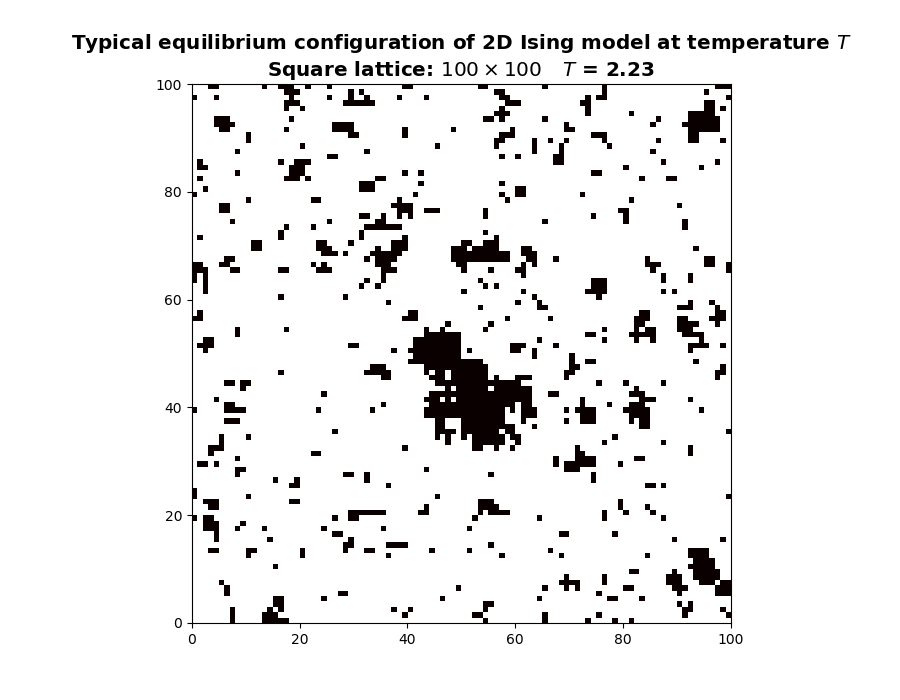 Typical equilibrium configuration of 2D Ising model at temperature T
Square lattice: 100 × 100 T = 2.23
100
80
60
40
20
0
0 20 40 60 80 100